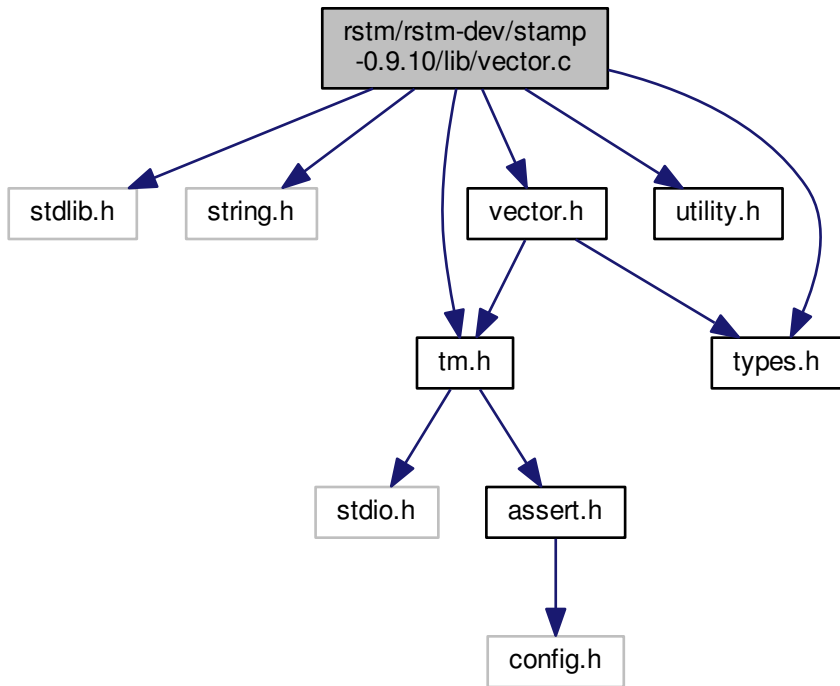 rstm/rstm-dev/stamp
-0.9.10/lib/vector.c
stdlib.h
string.h
vector.h
utility.h
tm.h
types.h
stdio.h
assert.h
config.h